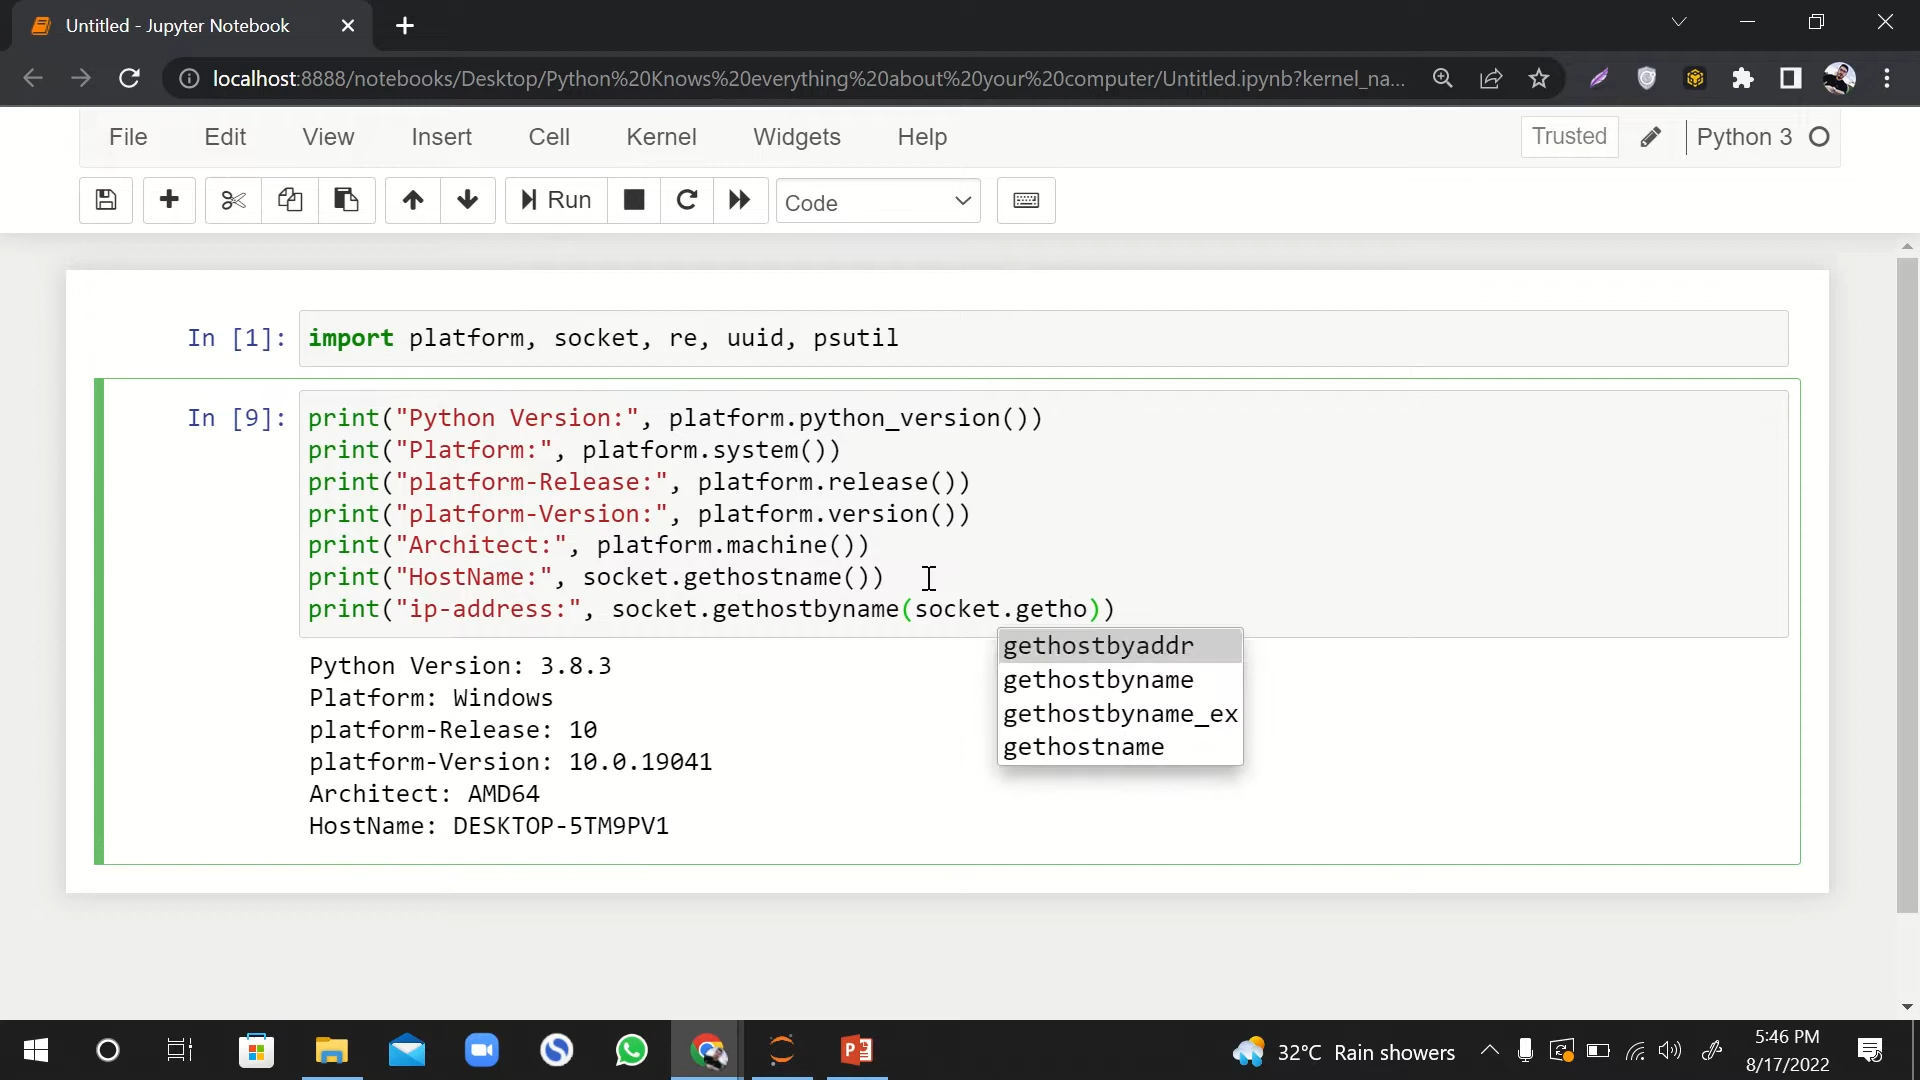 Untitled - Jupyter Notebook
localhost:8888/notebooks/Desktop/Python%20Knows%20everything%20about%20your%20computer/Untitled.ipynb?kernel_na...
File Edit View Insert Cell Kernel Widgets Help Trusted Python 3
Run Code
In [1]: import platform, socket, re, uuid, psutil
In [9]: print("Python Version:", platform.python_version())
print("Platform:", platform.system())
print("platform-Release:", platform.release())
print("platform-Version:", platform.version())
print("Architect:", platform.machine())
print("HostName:", socket.gethostname())
print("ip-address:", socket.gethostbyname(socket.getho))
gethostbyaddr
gethostbyname
gethostbyname_ex
gethostname
Python Version: 3.8.3
Platform: Windows
platform-Release: 10
platform-Version: 10.0.19041
Architect: AMD64
HostName: DESKTOP-5TM9PV1
32°C Rain showers
5:46 PM
8/17/2022